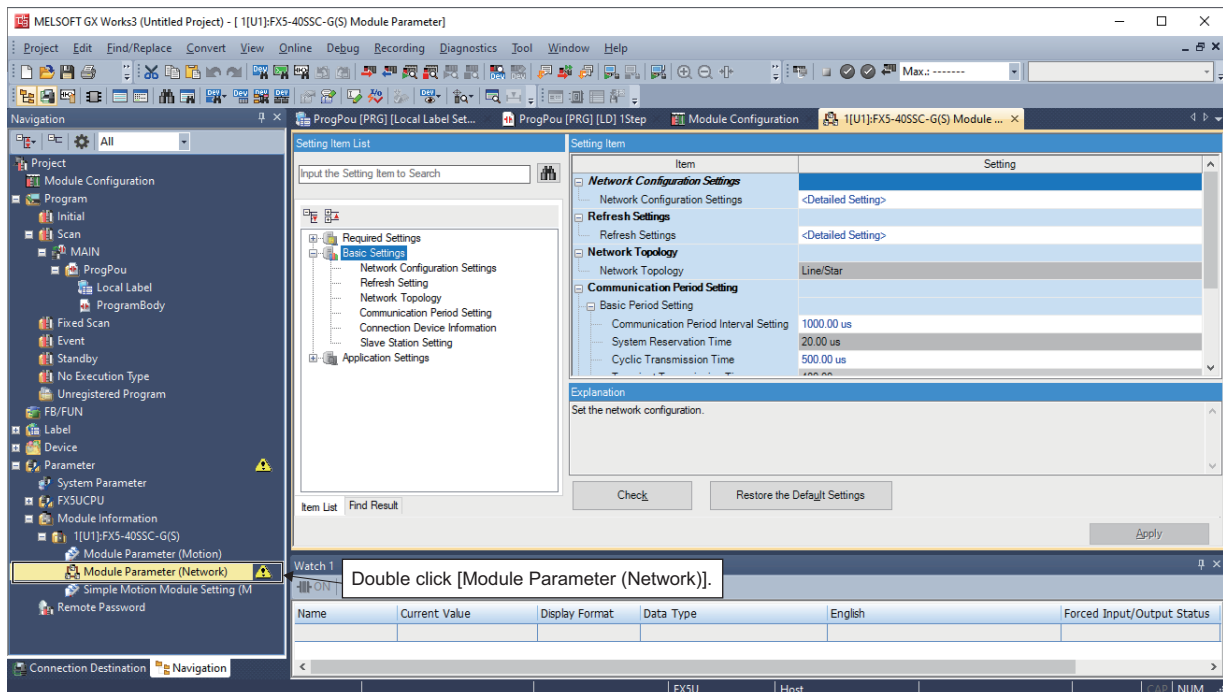 MELSOFT GX Works3 (Untitled Project) - [ 1[U1]:FX5-40SSC-G(S) Module Parameter]
Project Edit Find/Replace Convert View Online Debug Recording Diagnostics Tool Window Help
Max.: -------
Navigation
ProgPou [PRG] [Local Label Set...
ProgPou [PRG] [LD] 1Step
Module Configuration
1[U1]:FX5-40SSC-G(S) Module ...
All
Project
Module Configuration
Program
Initial
Scan
MAIN
ProgPou
Local Label
ProgramBody
Fixed Scan
Event
Standby
No Execution Type
Unregistered Program
FB/FUN
Label
Device
Parameter
System Parameter
FX5UCPU
Module Information
1[U1]:FX5-40SSC-G(S)
Module Parameter (Motion)
Module Parameter (Network)
Simple Motion Module Setting (M
Remote Password
Connection Destination
Navigation
Setting Item List
Input the Setting Item to Search
Required Settings
Basic Settings
Network Configuration Settings
Refresh Setting
Network Topology
Communication Period Setting
Connection Device Information
Slave Station Setting
Application Settings
Item List
Find Result
Setting Item
Item Setting
Network Configuration Settings
Network Configuration Settings <Detailed Setting>
Refresh Settings
Refresh Settings <Detailed Setting>
Network Topology
Network Topology Line/Star
Communication Period Setting
Basic Period Setting
Communication Period Interval Setting 1000.00 us
System Reservation Time 20.00 us
Cyclic Transmission Time 500.00 us
Explanation
Set the network configuration.
Check
Restore the Default Settings
Apply
Watch 1
ON
Double click [Module Parameter (Network)].
Name Current Value Display Format Data Type English Forced Input/Output Status
FX5U Host CAP NUM